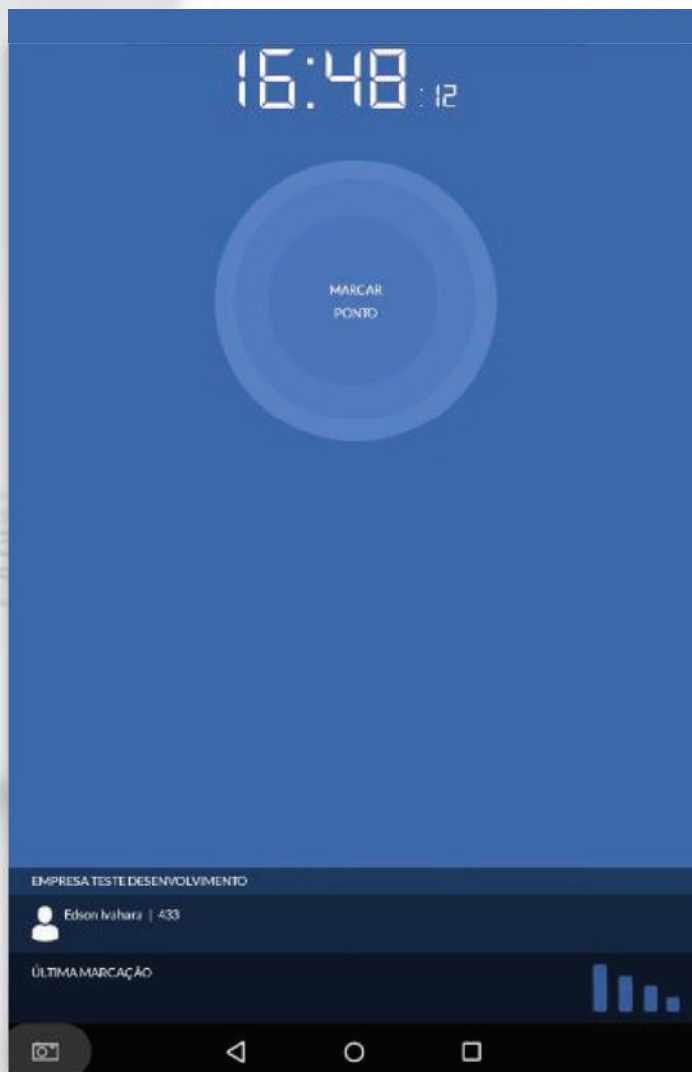 16:48:12
MARCAR
PONTO
EMPRESA TESTE DESENVOLVIMENTO
Edson Ivahara | 433
ÚLTIMA MARCAÇÃO